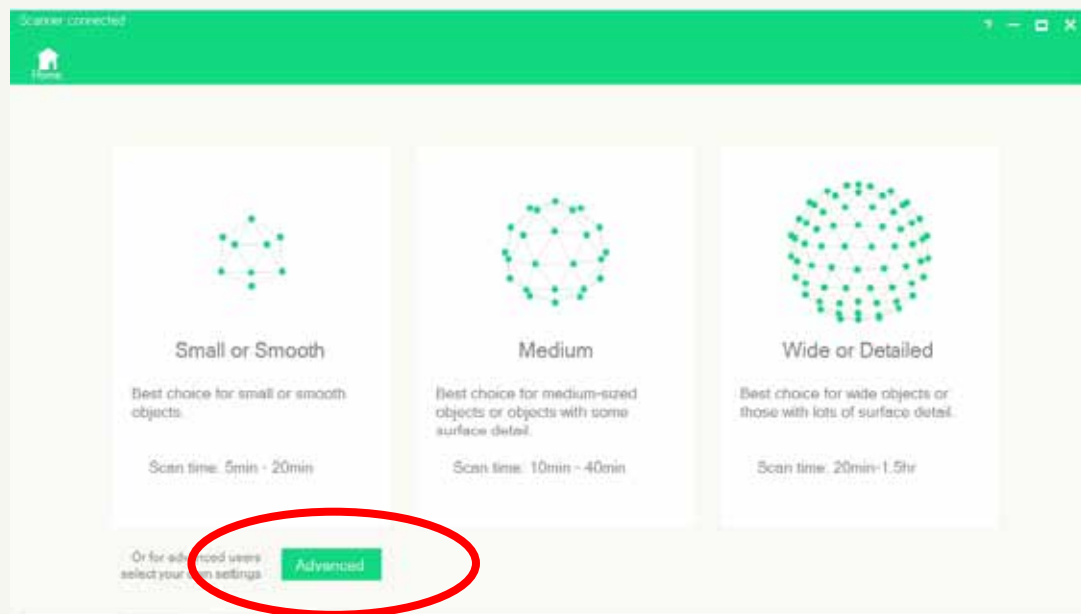 Scanner connected
?
Home
Small or Smooth
Best choice for small or smooth
objects.
Scan time: 5min - 20min
Medium
Best choice for medium-sized
objects or objects with some
surface detail.
Scan time: 10min - 40min
Wide or Detailed
Best choice for wide objects or
those with lots of surface detail.
Scan time: 20min-1.5hr
Or for advanced users
select your own settings
Advanced